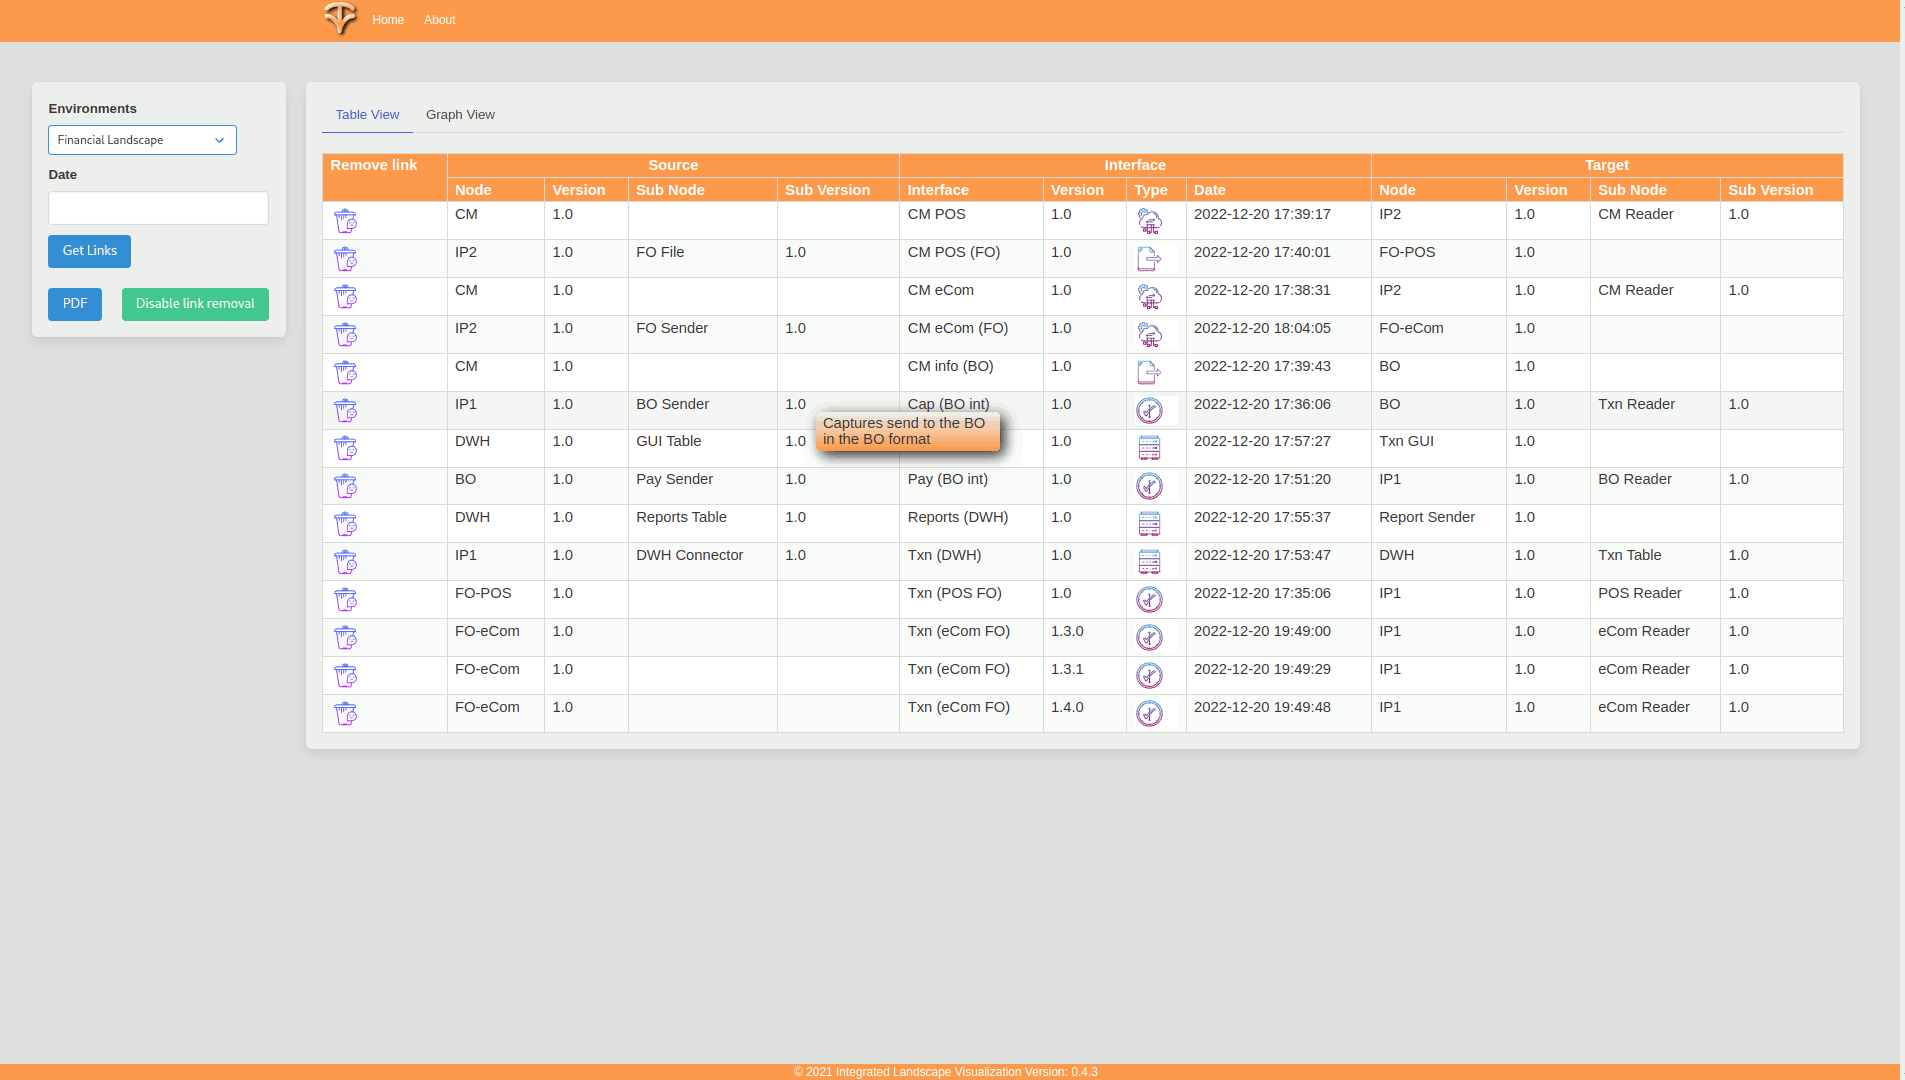 Home About
Environments
Financial Landscape
Date
Get Links
PDF Disable link removal
Table View Graph View
Remove link Source Interface Target
Node Version Sub Node Sub Version Interface Version Type Date Node Version Sub Node Sub Version
CM 1.0 CM POS 1.0 2022-12-20 17:39:17 IP2 1.0 CM Reader 1.0
IP2 1.0 FO File 1.0 CM POS (FO) 1.0 2022-12-20 17:40:01 FO-POS 1.0
CM 1.0 CM eCom 1.0 2022-12-20 17:38:31 IP2 1.0 CM Reader 1.0
IP2 1.0 FO Sender 1.0 CM eCom (FO) 1.0 2022-12-20 18:04:05 FO-eCom 1.0
CM 1.0 CM info (BO) 1.0 2022-12-20 17:39:43 BO 1.0
IP1 1.0 BO Sender 1.0 Cap (BO int) 1.0 2022-12-20 17:36:06 BO 1.0 Txn Reader 1.0
Captures send to the BO
in the BO format
DWH 1.0 GUI Table 1.0 1.0 2022-12-20 17:57:27 Txn GUI 1.0
BO 1.0 Pay Sender 1.0 Pay (BO int) 1.0 2022-12-20 17:51:20 IP1 1.0 BO Reader 1.0
DWH 1.0 Reports Table 1.0 Reports (DWH) 1.0 2022-12-20 17:55:37 Report Sender 1.0
IP1 1.0 DWH Connector 1.0 Txn (DWH) 1.0 2022-12-20 17:53:47 DWH 1.0 Txn Table 1.0
FO-POS 1.0 Txn (POS FO) 1.0 2022-12-20 17:35:06 IP1 1.0 POS Reader 1.0
FO-eCom 1.0 Txn (eCom FO) 1.3.0 2022-12-20 19:49:00 IP1 1.0 eCom Reader 1.0
FO-eCom 1.0 Txn (eCom FO) 1.3.1 2022-12-20 19:49:29 IP1 1.0 eCom Reader 1.0
FO-eCom 1.0 Txn (eCom FO) 1.4.0 2022-12-20 19:49:48 IP1 1.0 eCom Reader 1.0
© 2021 Integrated Landscape Visualization Version: 0.4.3